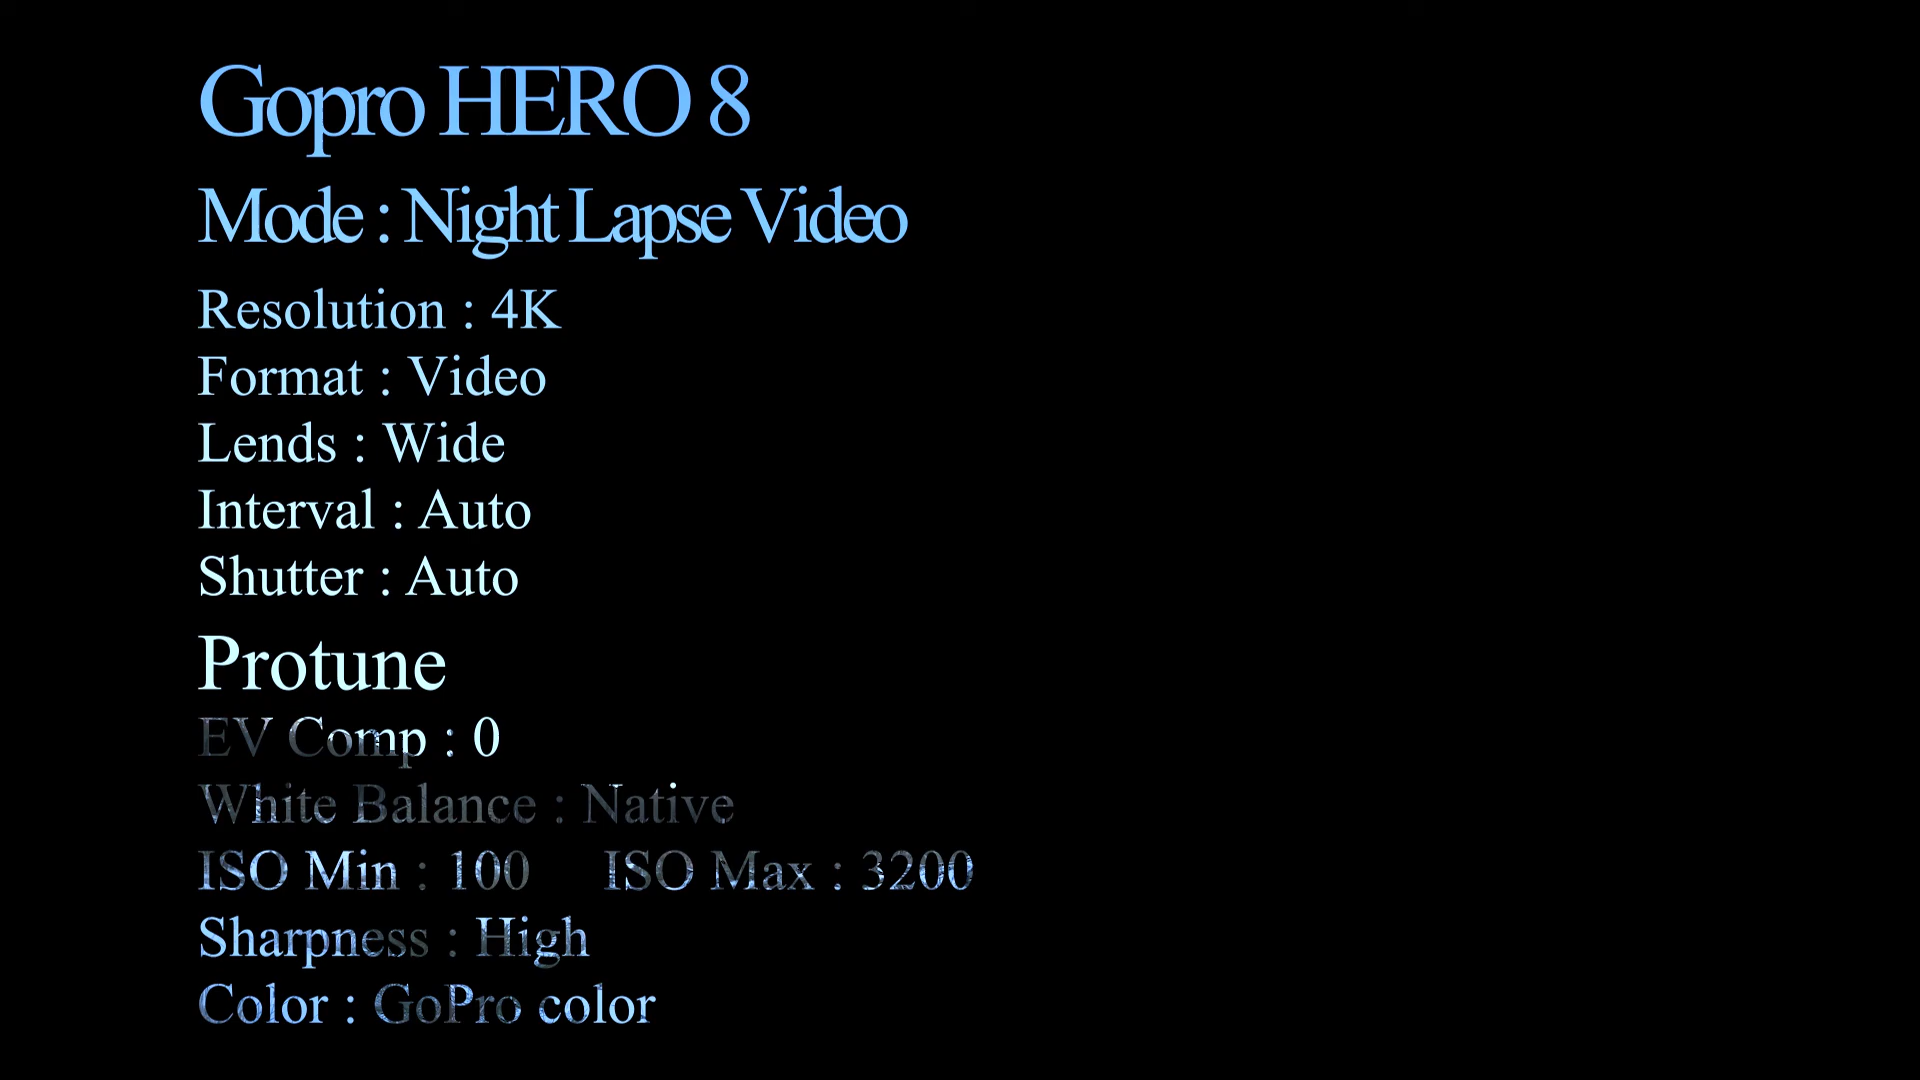 Gopro HERO 8
Mode : Night Lapse Video
Resolution : 4K
Format : Video
Lends : Wide
Interval : Auto
Shutter : Auto
Protune
EV Comp : 0
White Balance : Native
ISO Min : 100 ISO Max : 3200
Sharpness : High
Color : GoPro color